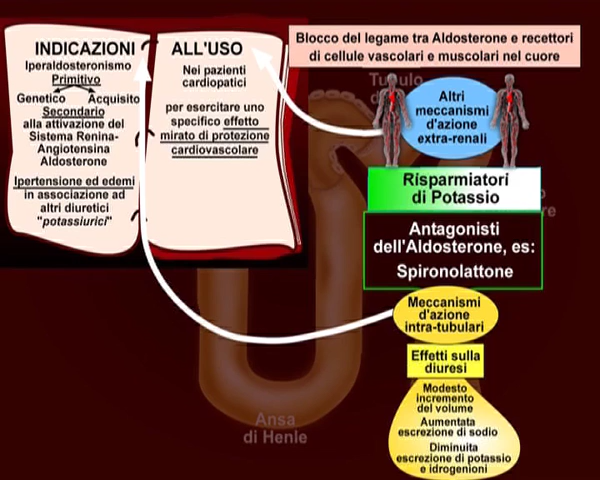 INDICAZIONI
Iperaldosteronismo
Primitivo
Genetico Acquisito
Secondario
alla attivazione del
Sistema Renina-
Angiotensina
Aldosterone
Ipertensione ed edemi
in associazione ad
altri diuretici
"potassiurici"
ALL'USO
Nei pazienti
cardiopatici
per esercitare uno
specifico effetto
mirato di protezione
cardiovascolare
Blocco del legame tra Aldosterone e recettori
di cellule vascolari e muscolari nel cuore
Altri
meccanismi
d'azione
extra-renali
Risparmiatori
di Potassio
Antagonisti
dell'Aldosterone, es:
Spironolattone
Meccanismi
d'azione
intra-tubulari
Effetti sulla
diuresi
Modesto
incremento
del volume
Aumentata
escrezione di sodio
Diminuita
escrezione di potassio
e idrogenioni
Ansa
di Henle